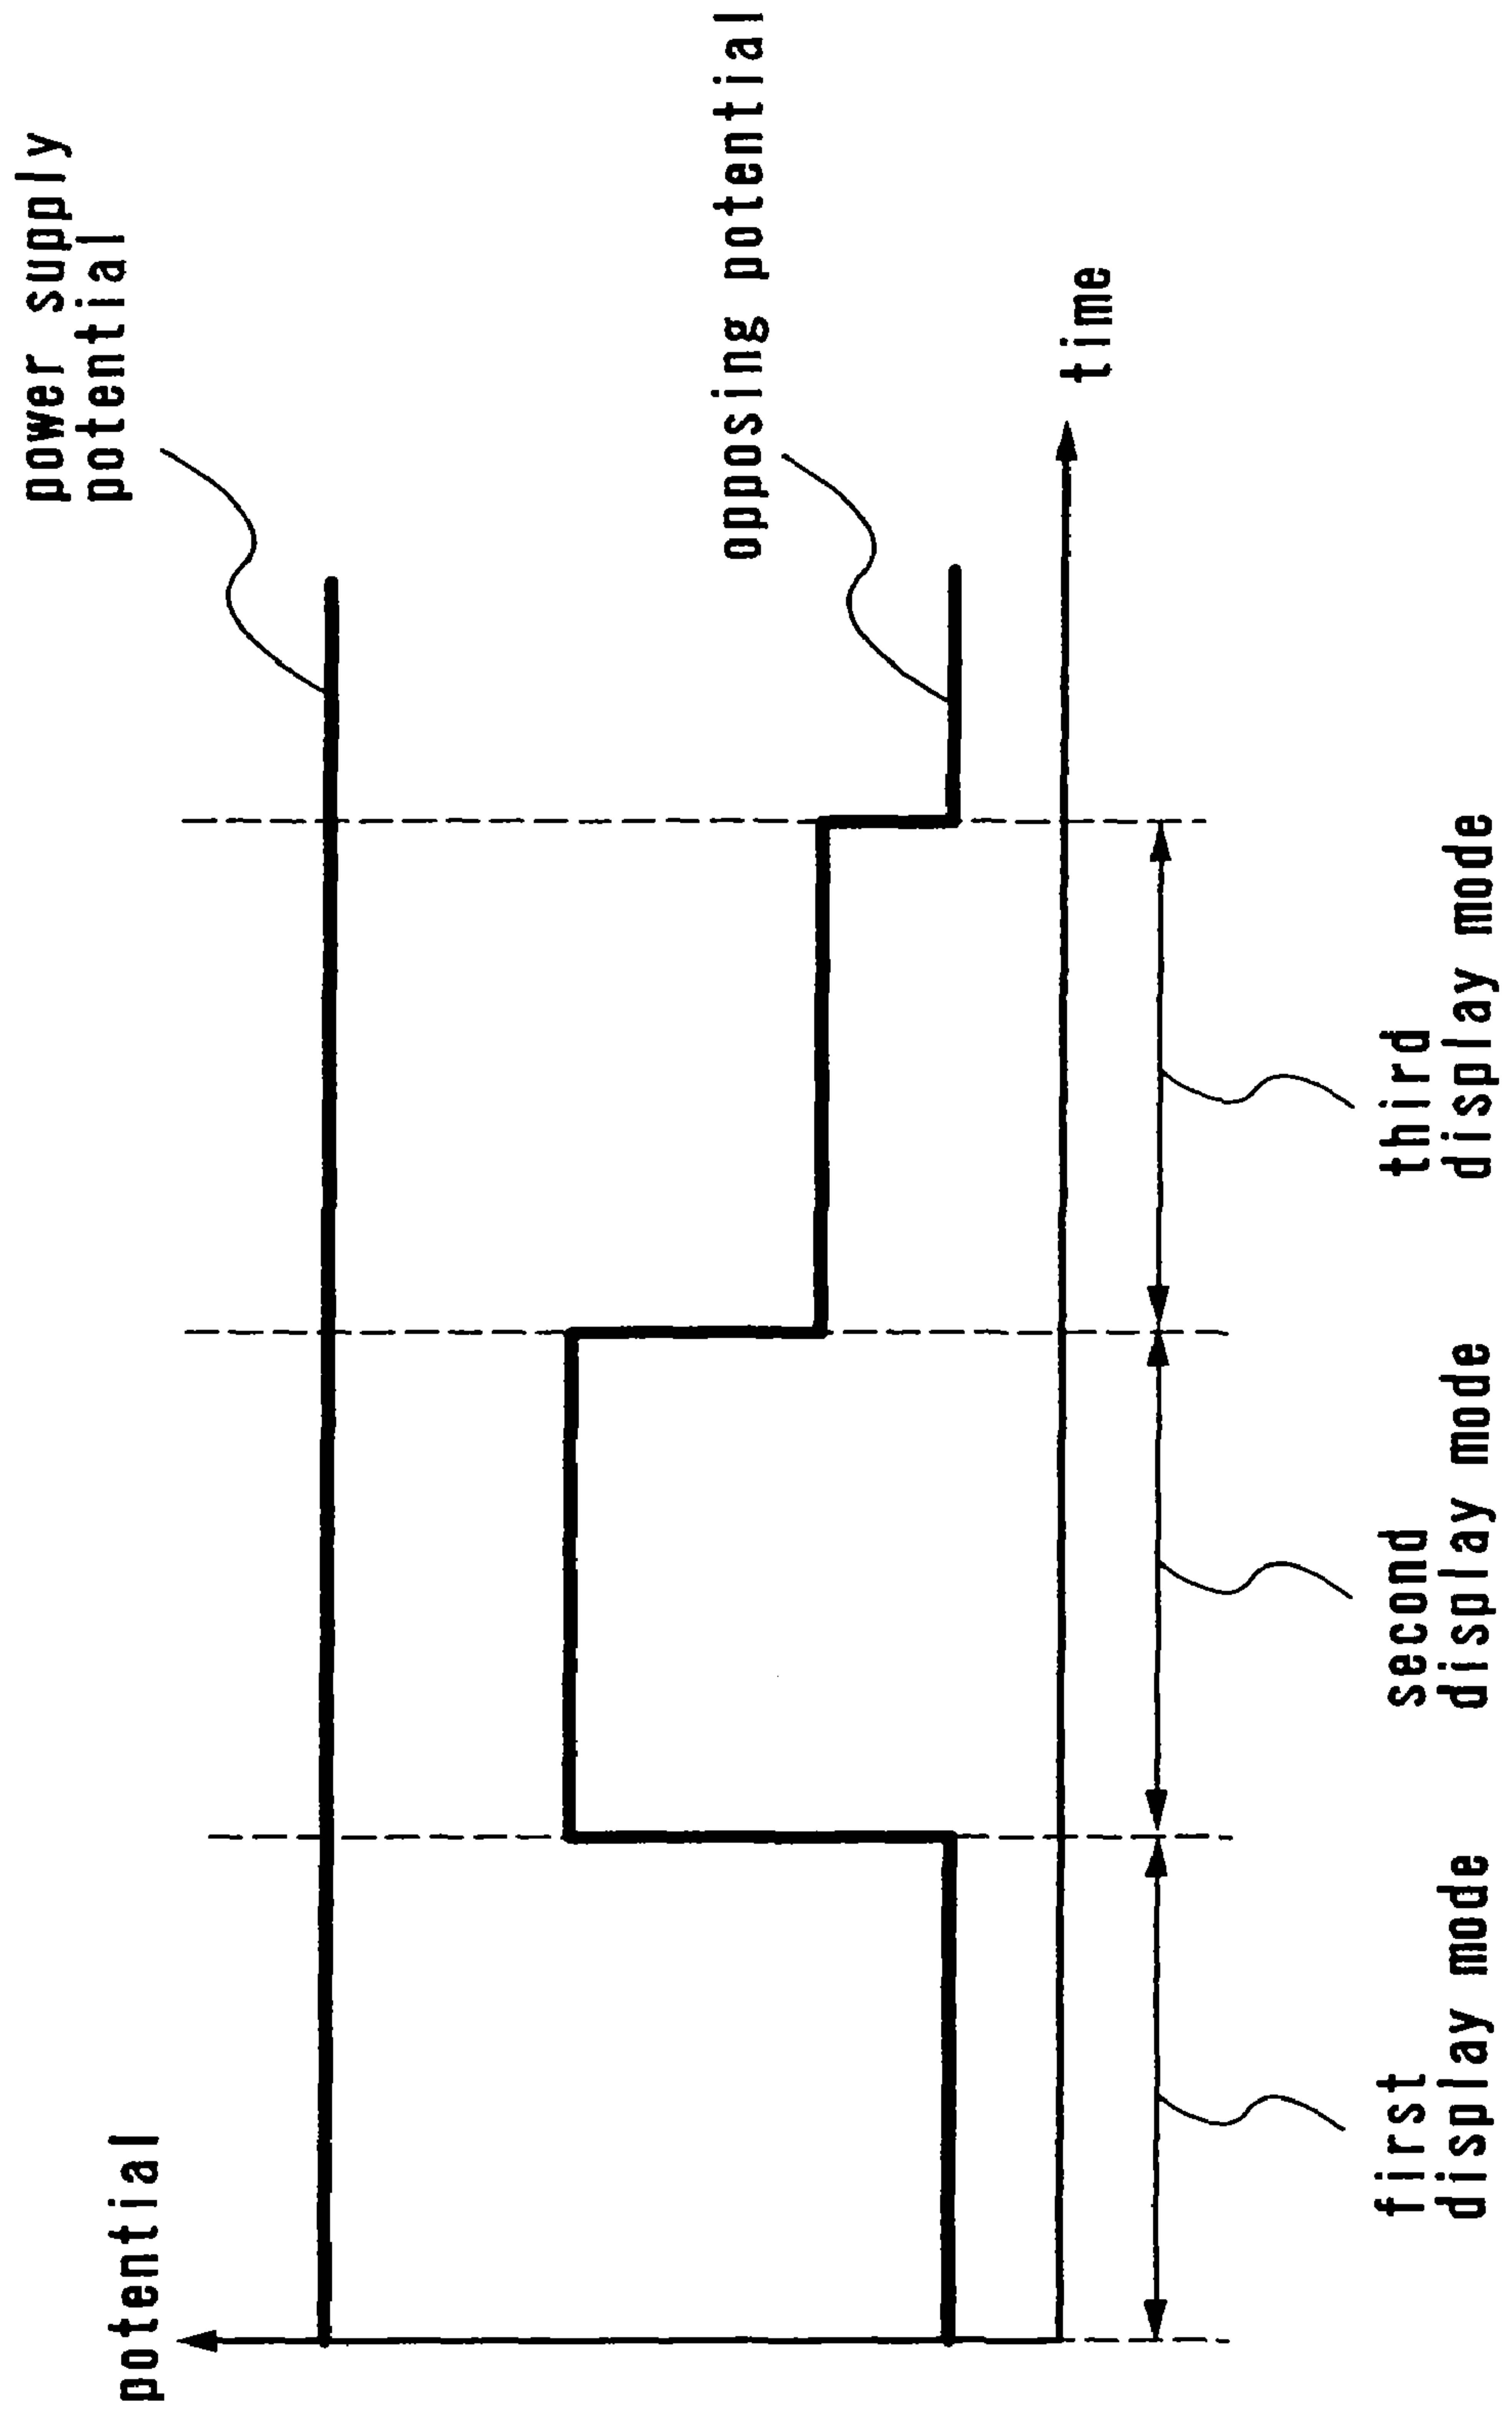 potential
power supply
potential
opposing potential
time
first
display mode
second
display mode
third
display mode